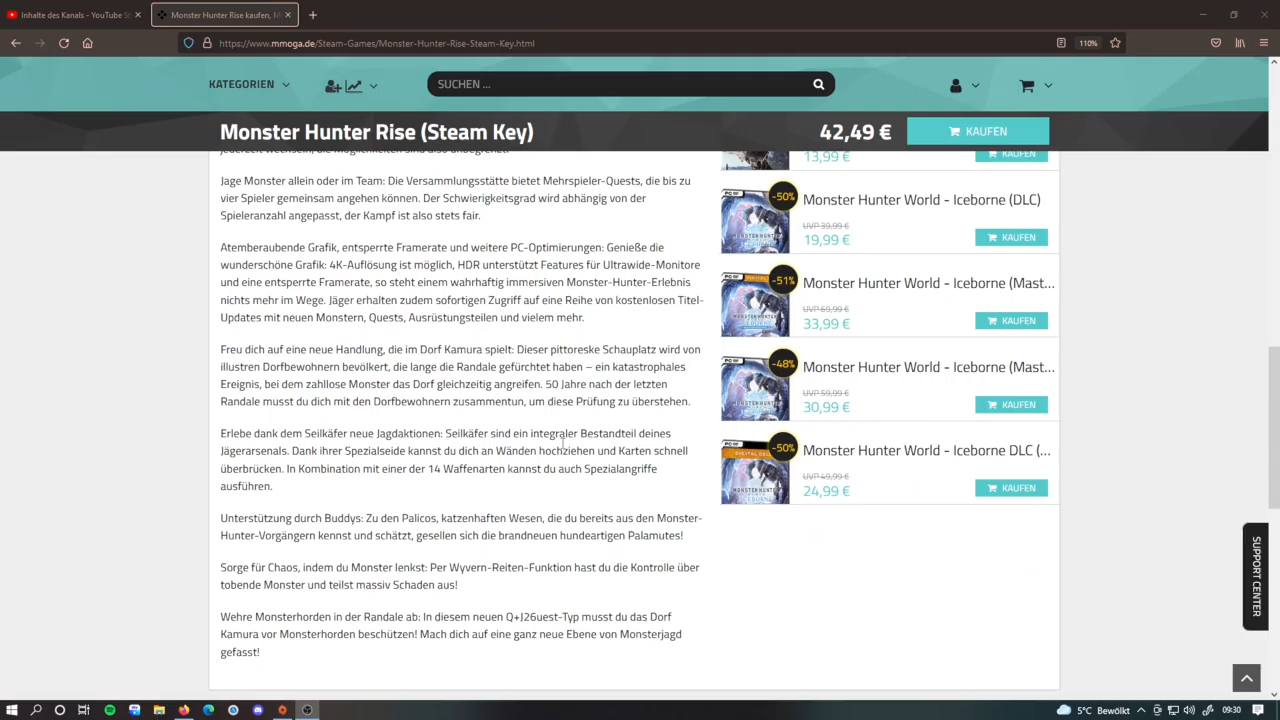 Inhalte des Kanals - YouTube St
Monster Hunter Rise kaufen, M
https://www.mmoga.de/Steam-Games/Monster-Hunter-Rise-Steam-Key.html
110%
KATEGORIEN
SUCHEN ...
Monster Hunter Rise (Steam Key)
42,49 €
KAUFEN
jederzeit wechseln, die Möglichkeiten sind also unbegrenzt.
Jage Monster allein oder im Team: Die Versammlungsstätte bietet Mehrspieler-Quests, die bis zu
vier Spieler gemeinsam angehen können. Der Schwierigkeitsgrad wird abhängig von der
Spieleranzahl angepasst, der Kampf ist also stets fair.
Atemberaubende Grafik, entsperrte Framerate und weitere PC-Optimierungen: Genieße die
wunderschöne Grafik: 4K-Auflösung ist möglich, HDR unterstützt Features für Ultrawide-Monitore
und eine entsperrte Framerate, so steht einem wahrhaftig immersiven Monster-Hunter-Erlebnis
nichts mehr im Wege. Jäger erhalten zudem sofortigen Zugriff auf eine Reihe von kostenlosen Titel-
Updates mit neuen Monstern, Quests, Ausrüstungsteilen und vielem mehr.
Freu dich auf eine neue Handlung, die im Dorf Kamura spielt: Dieser pittoreske Schauplatz wird von
illustren Dorfbewohnern bevölkert, die lange die Randale gefürchtet haben – ein katastrophales
Ereignis, bei dem zahllose Monster das Dorf gleichzeitig angreifen. 50 Jahre nach der letzten
Randale musst du dich mit den Dorfbewohnern zusammentun, um diese Prüfung zu überstehen.
Erlebe dank dem Seilkäfer neue Jagdaktionen: Seilkäfer sind ein integraler Bestandteil deines
Jägerarsenals. Dank ihrer Spezialseide kannst du dich an Wänden hochziehen und Karten schnell
überbrücken. In Kombination mit einer der 14 Waffenarten kannst du auch Spezialangriffe
ausführen.
Unterstützung durch Buddys: Zu den Palicos, katzenhaften Wesen, die du bereits aus den Monster-
Hunter-Vorgängern kennst und schätzt, gesellen sich die brandneuen hundeartigen Palamutes!
Sorge für Chaos, indem du Monster lenkst: Per Wyvern-Reiten-Funktion hast du die Kontrolle über
tobende Monster und teilst massiv Schaden aus!
Wehre Monsterhorden in der Randale ab: In diesem neuen Q+J26uest-Typ musst du das Dorf
Kamura vor Monsterhorden beschützen! Mach dich auf eine ganz neue Ebene von Monsterjagd
gefasst!
13,99 €
KAUFEN
-50%
Monster Hunter World - Iceborne (DLC)
UVP 39,99 €
19,99 €
KAUFEN
-51%
Monster Hunter World - Iceborne (Mast...
UVP 69,99 €
33,99 €
KAUFEN
-48%
Monster Hunter World - Iceborne (Mast...
UVP 59,99 €
30,99 €
KAUFEN
-50%
Monster Hunter World - Iceborne DLC (...
UVP 49,99 €
24,99 €
KAUFEN
SUPPORT CENTER
5°C Bewölkt
09:30